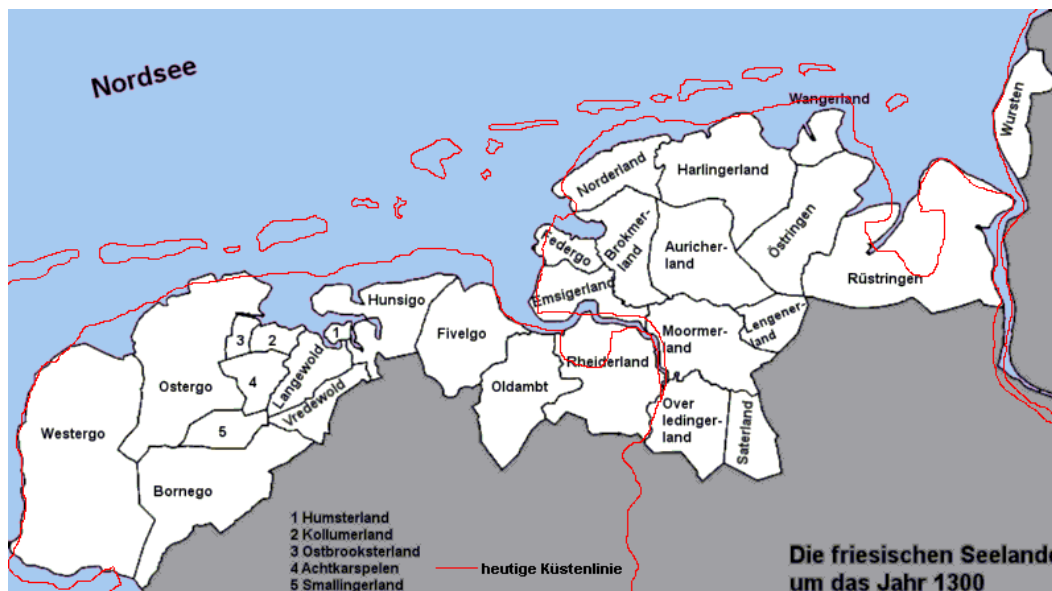 Nordsee
Wangerland
Wursten
Norderland
Harlingerland
Federgo
Brokmer-
land
Auricher-
land
Östringen
Rüstringen
Emsigerland
Hunsigo
Fivelgo
Moormer-
land
Lengener-
land
1
3
2
Langewold
Rheiderland
Ostergo
4
Oldambt
Vredewold
Over
ledinger-
land
Saterland
Westergo
5
Bornego
1 Humsterland
2 Kollumerland
3 Ostbrooksterland
4 Achtkarspelen
5 Smallingerland
heutige Küstenlinie
Die friesischen Seelande
um das Jahr 1300